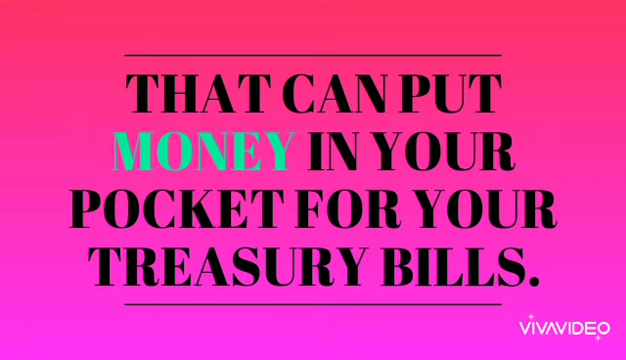 THAT CAN PUT
MONEY IN YOUR
POCKET FOR YOUR
TREASURY BILLS.
VIVAVIDEO